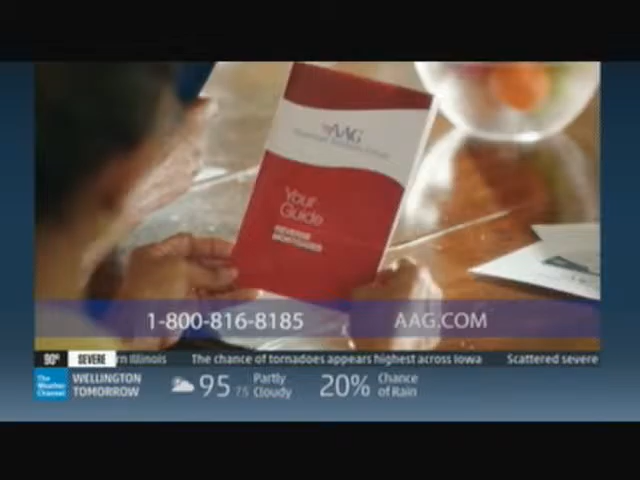 AAG
Your
Guide
REVERSE
MORTGAGES
1-800-816-8185 AAG.COM
90° SEVERE rn Illinois The chance of tornadoes appears highest across Iowa Scattered severe
The
Weather
Channel
WELLINGTON
TOMORROW
95 75
Partly
Cloudy
20%
Chance
of Rain